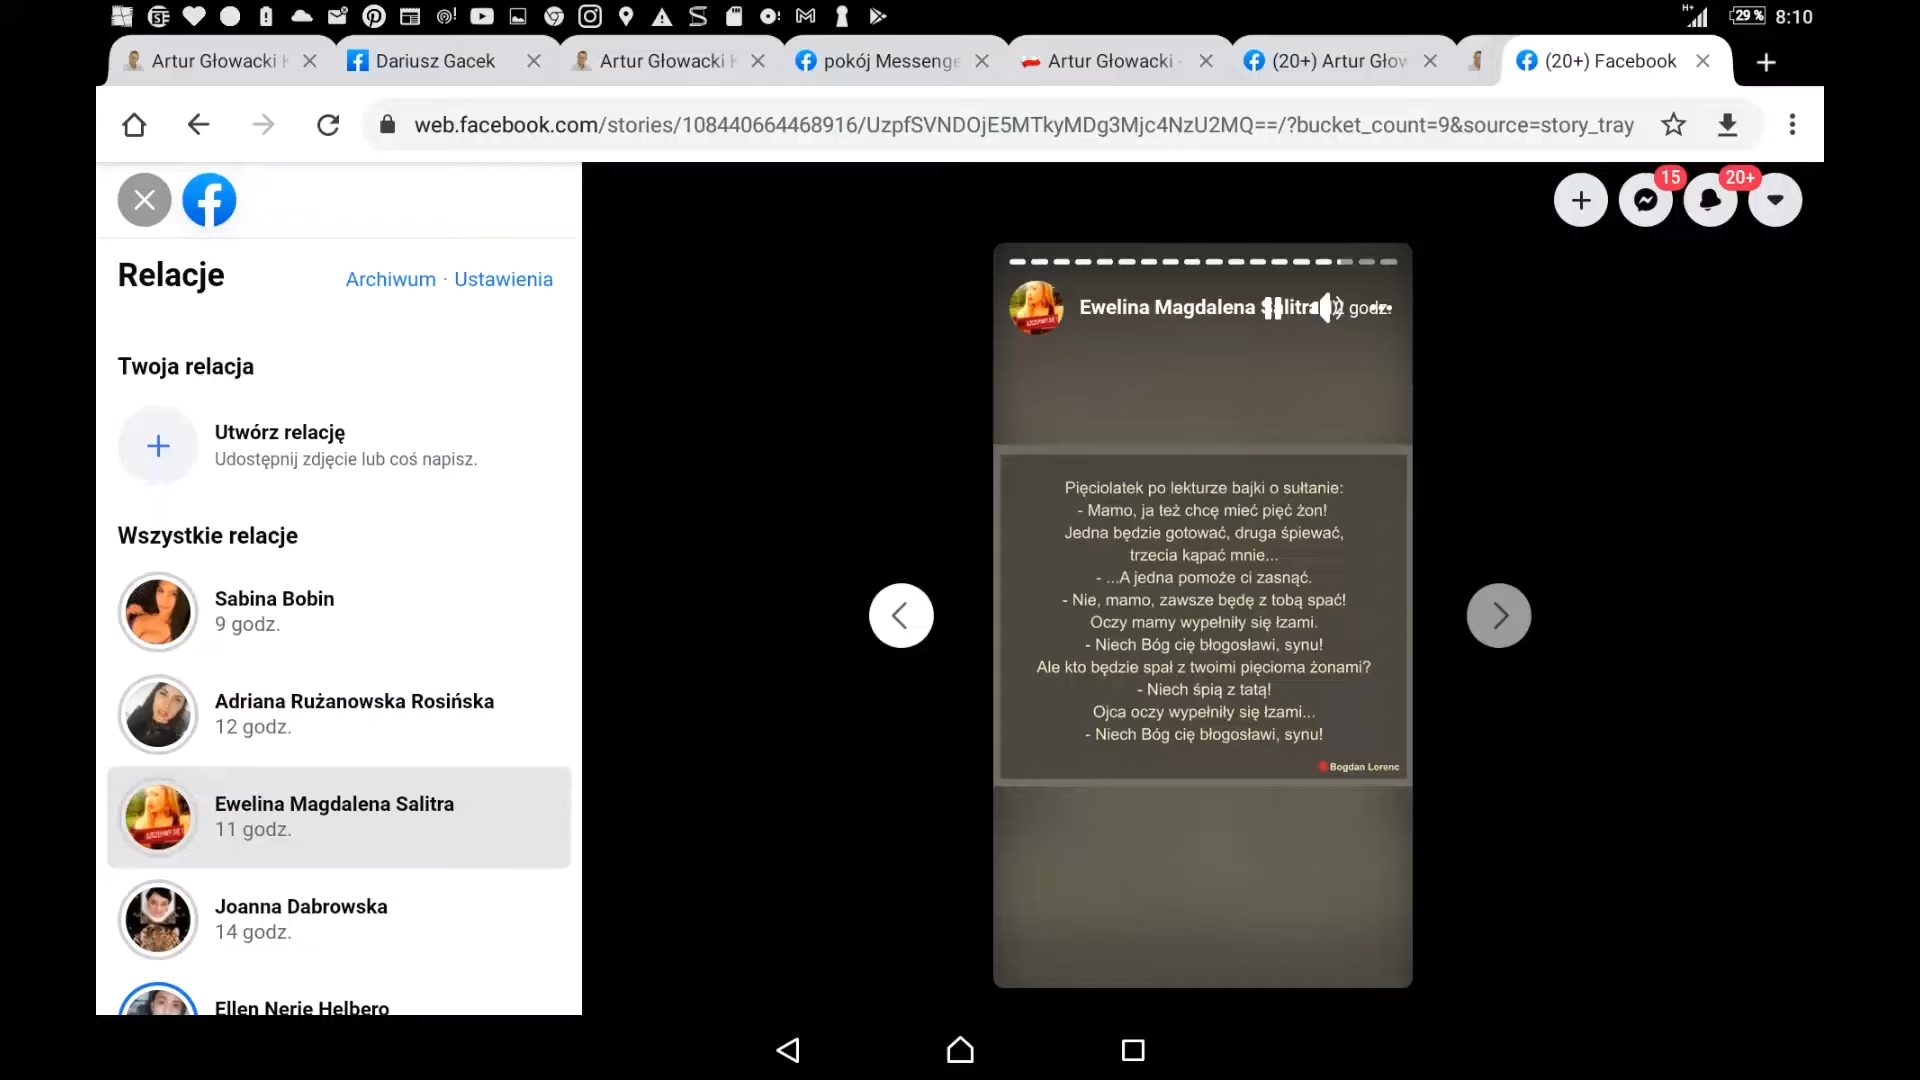 29 %
8:10
Artur Głowacki
Dariusz Gacek
Artur Głowacki
pokój Messenge
Artur Głowacki -
(20+) Artur Głow
(20+) Facebook
web.facebook.com/stories/108440664468916/UzpfSVNDOjE5MTkyMDg3Mjc4NzU2MQ==/?bucket_count=9&source=story_tray
15
20+
Relacje
Archiwum · Ustawienia
Twoja relacja
Utwórz relację
Udostępnij zdjęcie lub coś napisz.
Wszystkie relacje
Sabina Bobin
9 godz.
Adriana Rużanowska Rosińska
12 godz.
Ewelina Magdalena Salitra
11 godz.
Joanna Dabrowska
14 godz.
Ellen Nerie Helbero
Ewelina Magdalena Salitra
godz.
Pięciolatek po lekturze bajki o sułtanie:
- Mamo, ja też chcę mieć pięć żon!
Jedna będzie gotować, druga śpiewać,
trzecia kąpać mnie...
- ...A jedna pomoże ci zasnąć.
- Nie, mamo, zawsze będę z tobą spać!
Oczy mamy wypełniły się łzami.
- Niech Bóg cię błogosławi, synu!
Ale kto będzie spał z twoimi pięcioma żonami?
- Niech śpią z tatą!
Ojca oczy wypełniły się łzami...
- Niech Bóg cię błogosławi, synu!
Bogdan Lorenc